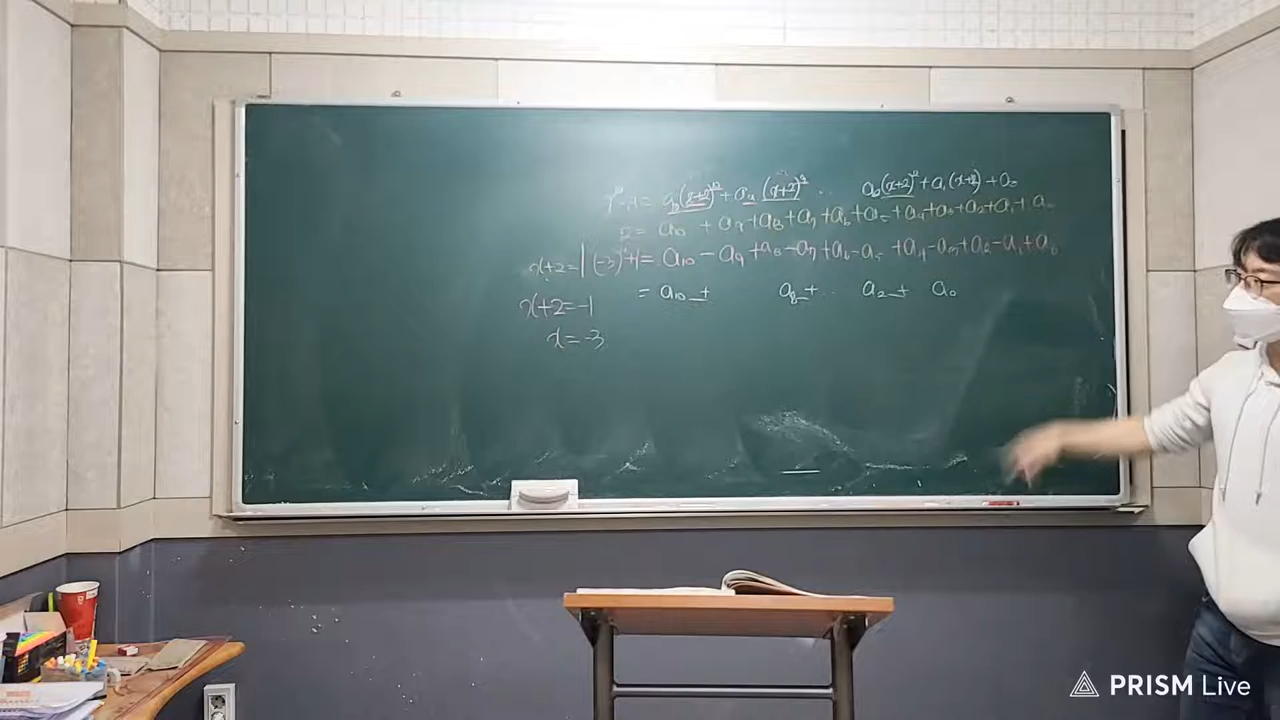 x¹⁰+1 = a₁₀(x+2)¹⁰ + a₉(x+2)⁹ ... a₂(x+2)² + a₁(x+2) + a₀
2 = a₁₀ + a₉ + a₈ + a₇ + a₆ + a₅ + a₄ + a₃ + a₂ + a₁ + a₀
x+2=1 (-3)¹⁰+1 = a₁₀ - a₉ + a₈ - a₇ + a₆ - a₅ + a₄ - a₃ + a₂ - a₁ + a₀
= a₁₀ + a₈ + .. a₂ + a₀
x+2=-1
x=-3
PRISM Live